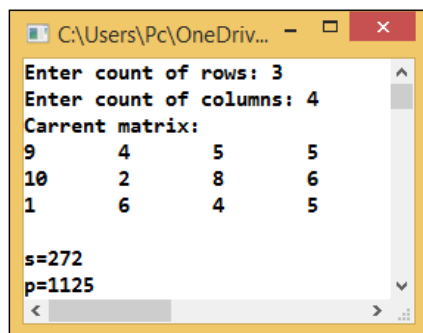 C:\Users\Pc\OneDriv...
Enter count of rows: 3
Enter count of columns: 4
Carrent matrix:
9 4 5 5
10 2 8 6
1 6 4 5
s=272
p=1125